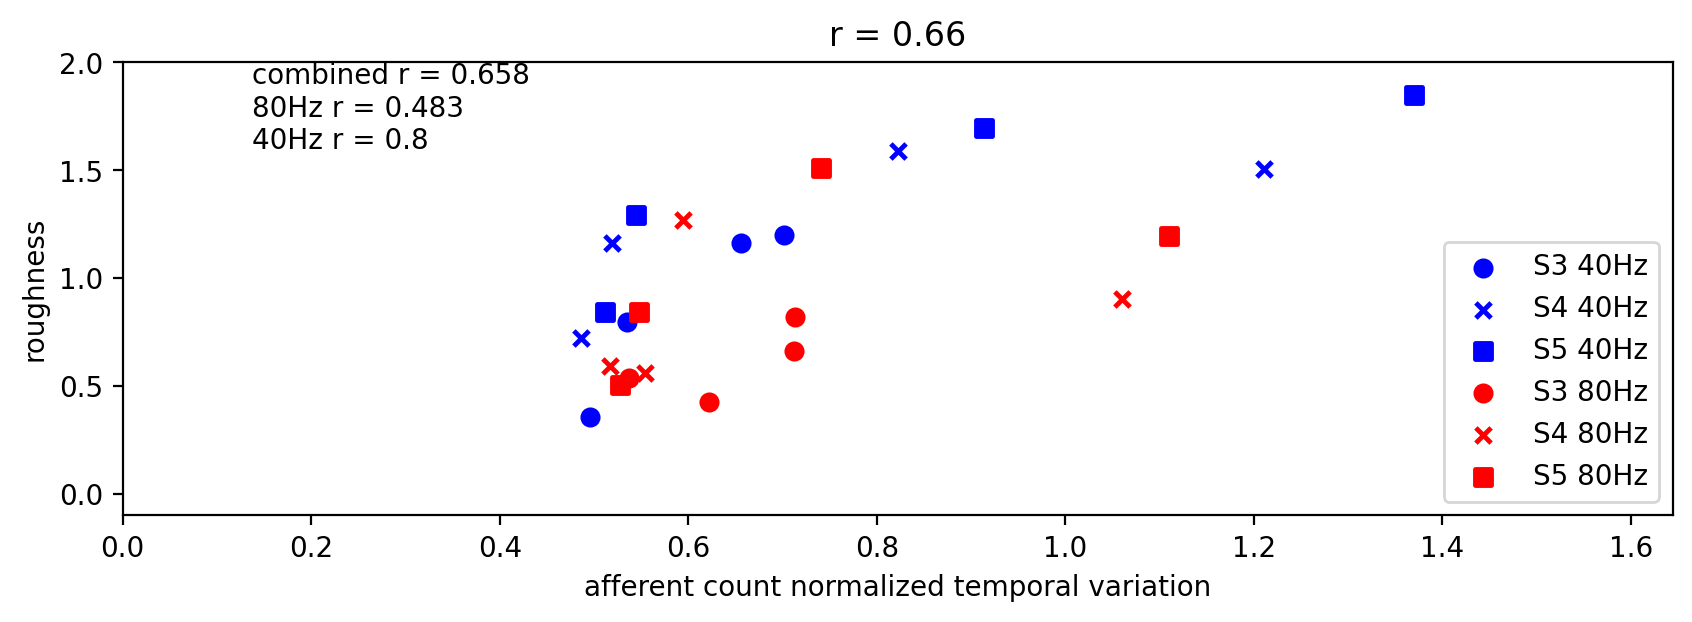 r = 0.66
combined r = 0.658
80Hz r = 0.483
40Hz r = 0.8
2.0
1.5
1.0
0.5
0.0
roughness
S3 40Hz
S4 40Hz
S5 40Hz
S3 80Hz
S4 80Hz
S5 80Hz
0.0 0.2 0.4 0.6 0.8 1.0 1.2 1.4 1.6
afferent count normalized temporal variation